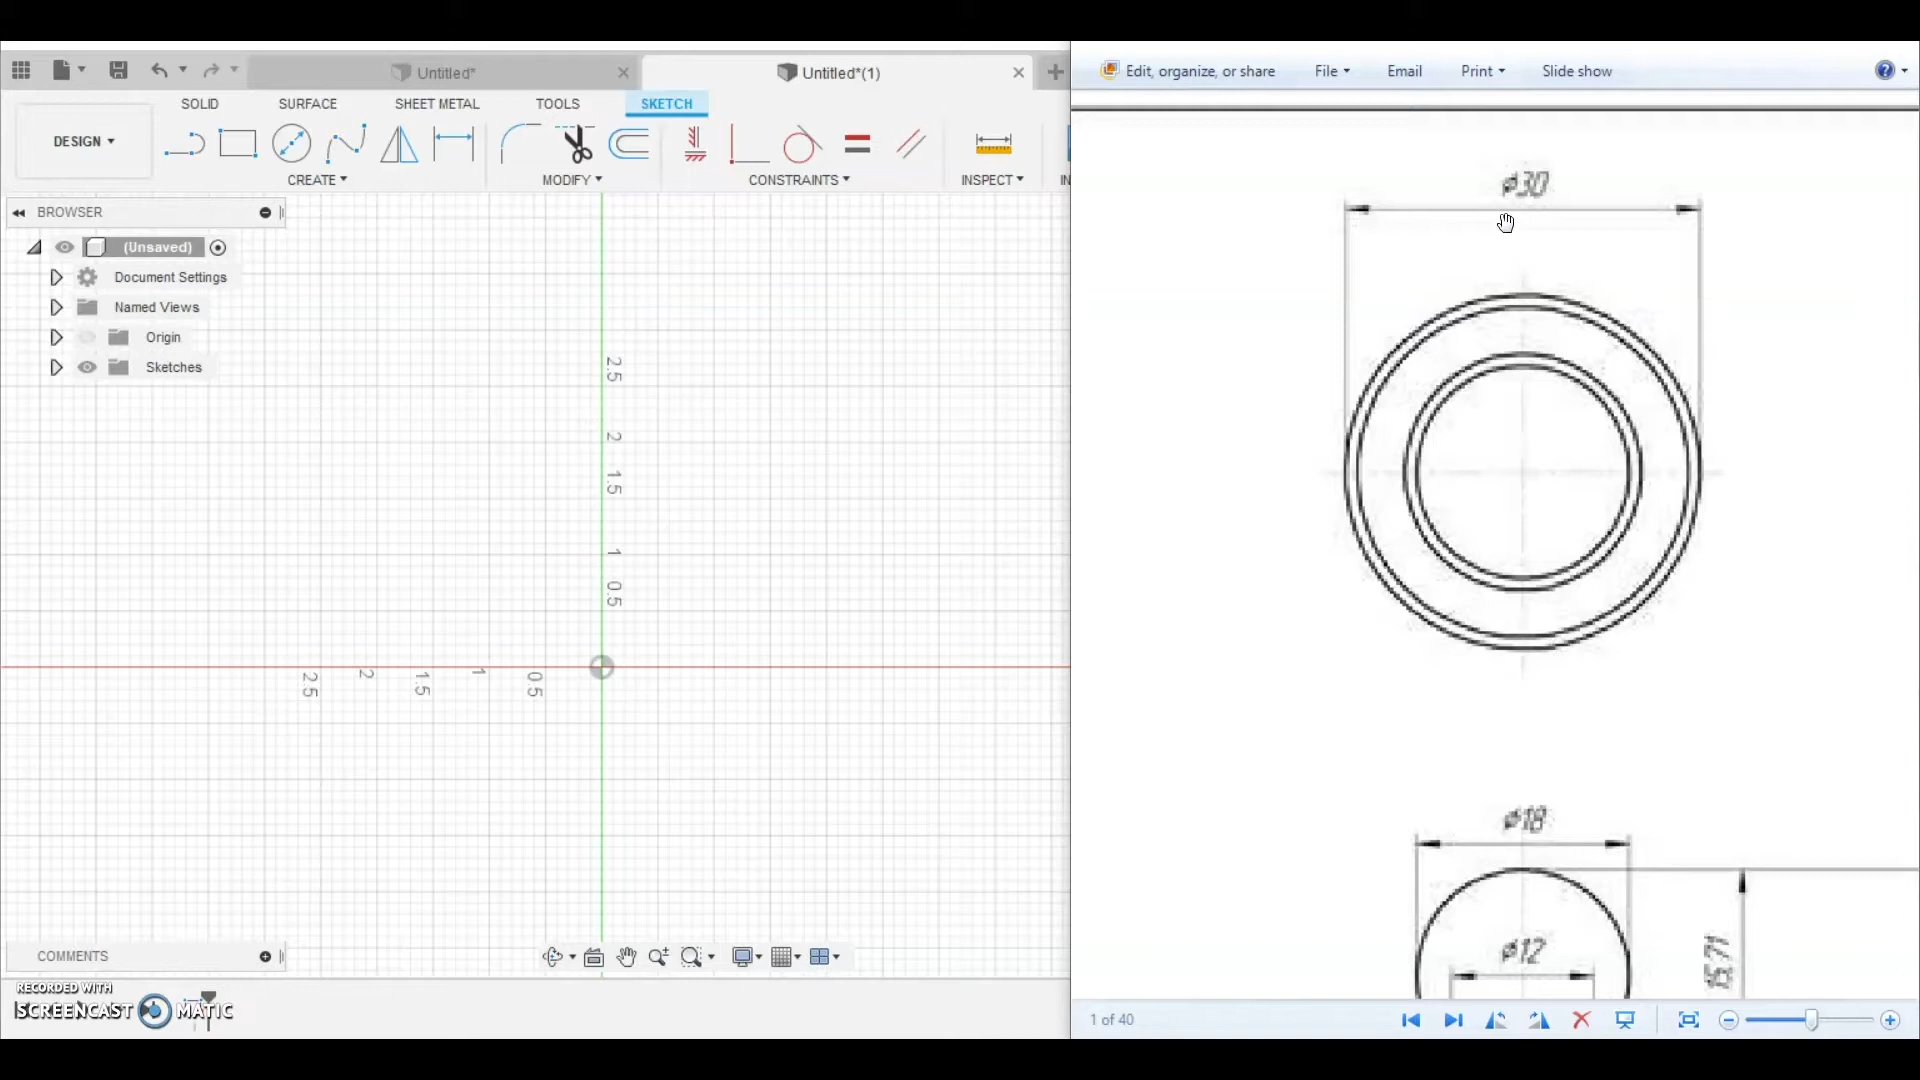 Untitled*
Untitled*(1)
SOLID
SURFACE
SHEET METAL
TOOLS
SKETCH
DESIGN
CREATE
MODIFY
CONSTRAINTS
INSPECT
BROWSER
(Unsaved)
Document Settings
Named Views
Origin
Sketches
2.5
2
1.5
1
0.5
2.5
2
1.5
1
0.5
COMMENTS
RECORDED WITH
SCREENCAST MATIC
Edit, organize, or share
File
Email
Print
Slide show
?
ø30
ø18
ø12
15.71
1 of 40